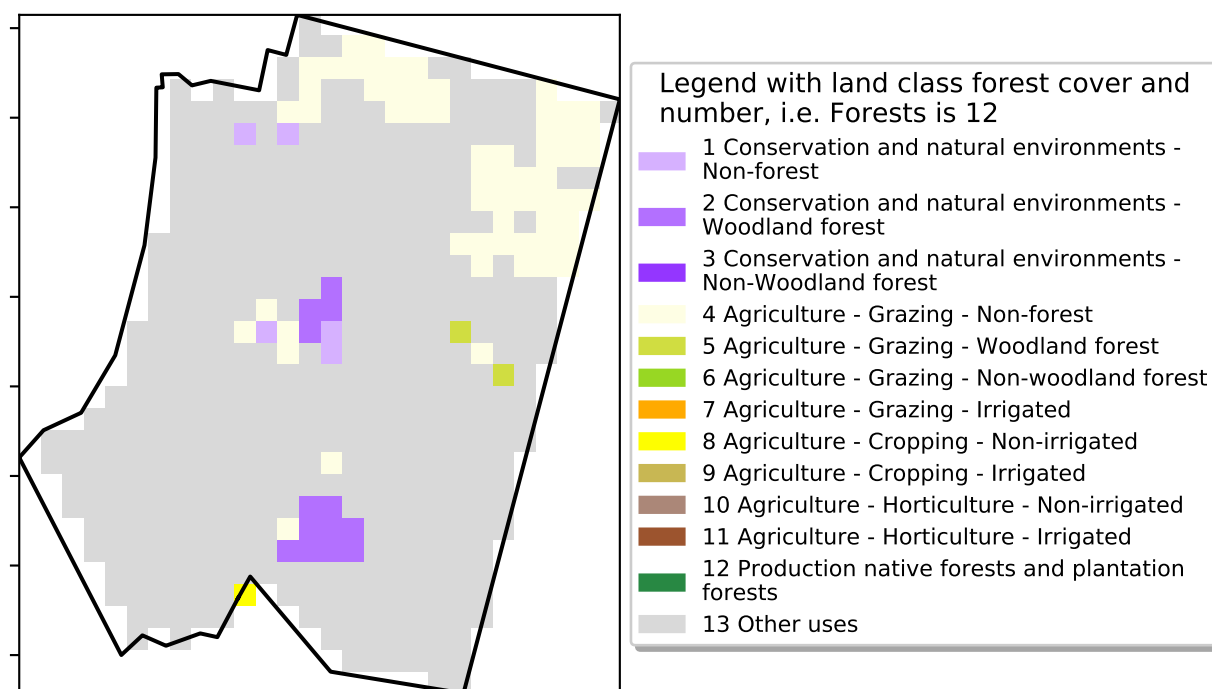 Legend with land class forest cover and
number, i.e. Forests is 12
1 Conservation and natural environments -
Non-forest
2 Conservation and natural environments -
Woodland forest
3 Conservation and natural environments -
Non-Woodland forest
4 Agriculture - Grazing - Non-forest
5 Agriculture - Grazing - Woodland forest
6 Agriculture - Grazing - Non-woodland forest
7 Agriculture - Grazing - Irrigated
8 Agriculture - Cropping - Non-irrigated
9 Agriculture - Cropping - Irrigated
10 Agriculture - Horticulture - Non-irrigated
11 Agriculture - Horticulture - Irrigated
12 Production native forests and plantation
forests
13 Other uses